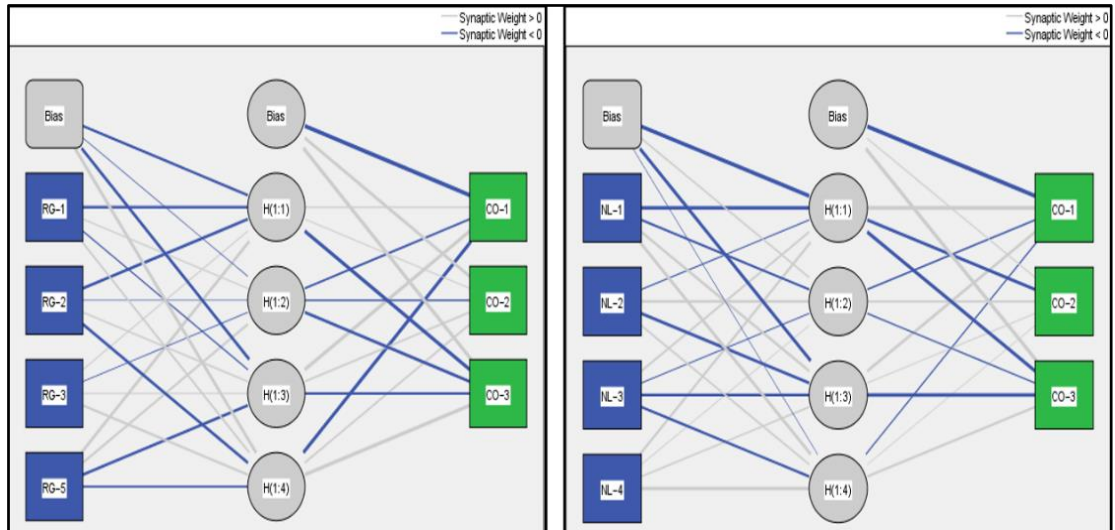 Synaptic Weight > 0
Synaptic Weight < 0
Bias
Bias
RG-1
H(1:1)
CO-1
RG-2
H(1:2)
CO-2
RG-3
H(1:3)
CO-3
RG-5
H(1:4)
Synaptic Weight > 0
Synaptic Weight < 0
Bias
Bias
NL-1
H(1:1)
CO-1
NL-2
H(1:2)
CO-2
NL-3
H(1:3)
CO-3
NL-4
H(1:4)